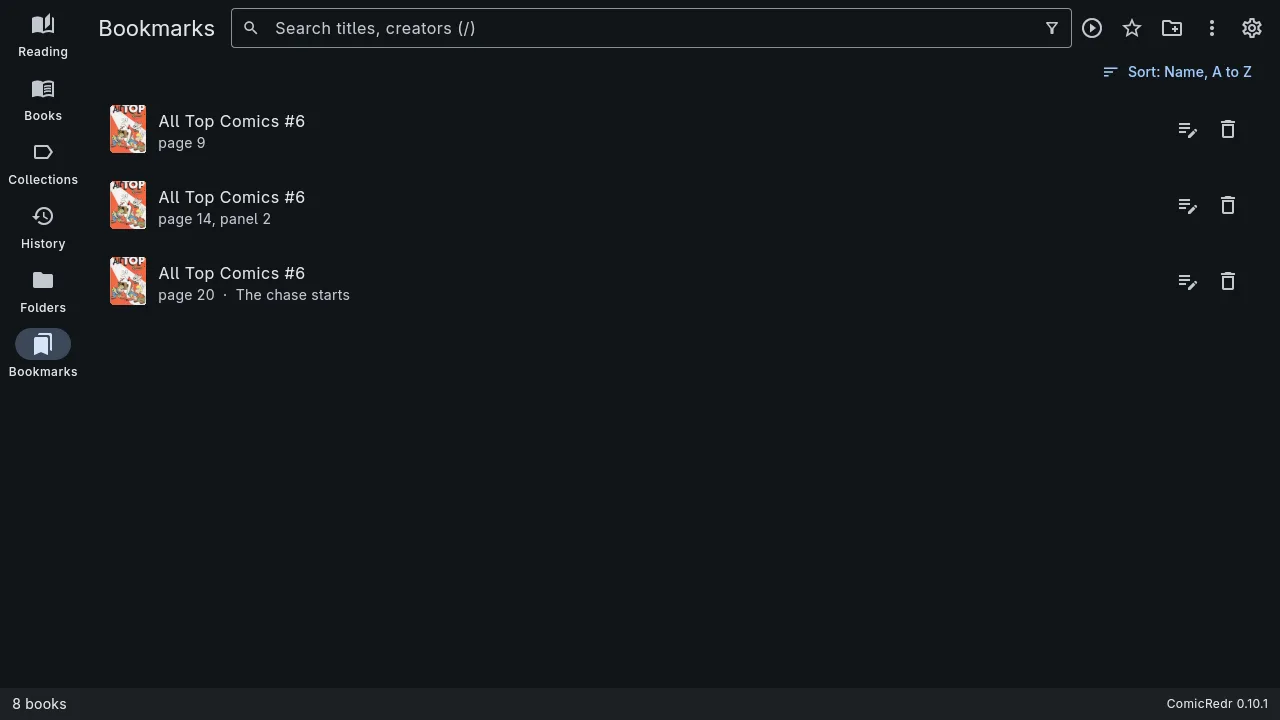 Reading
Bookmarks
Search titles, creators (/)
Books
Sort: Name, A to Z
Collections
History
Folders
Bookmarks
All Top Comics #6
page 9
All Top Comics #6
page 14, panel 2
All Top Comics #6
page 20 · The chase starts
8 books
ComicRedr 0.10.1